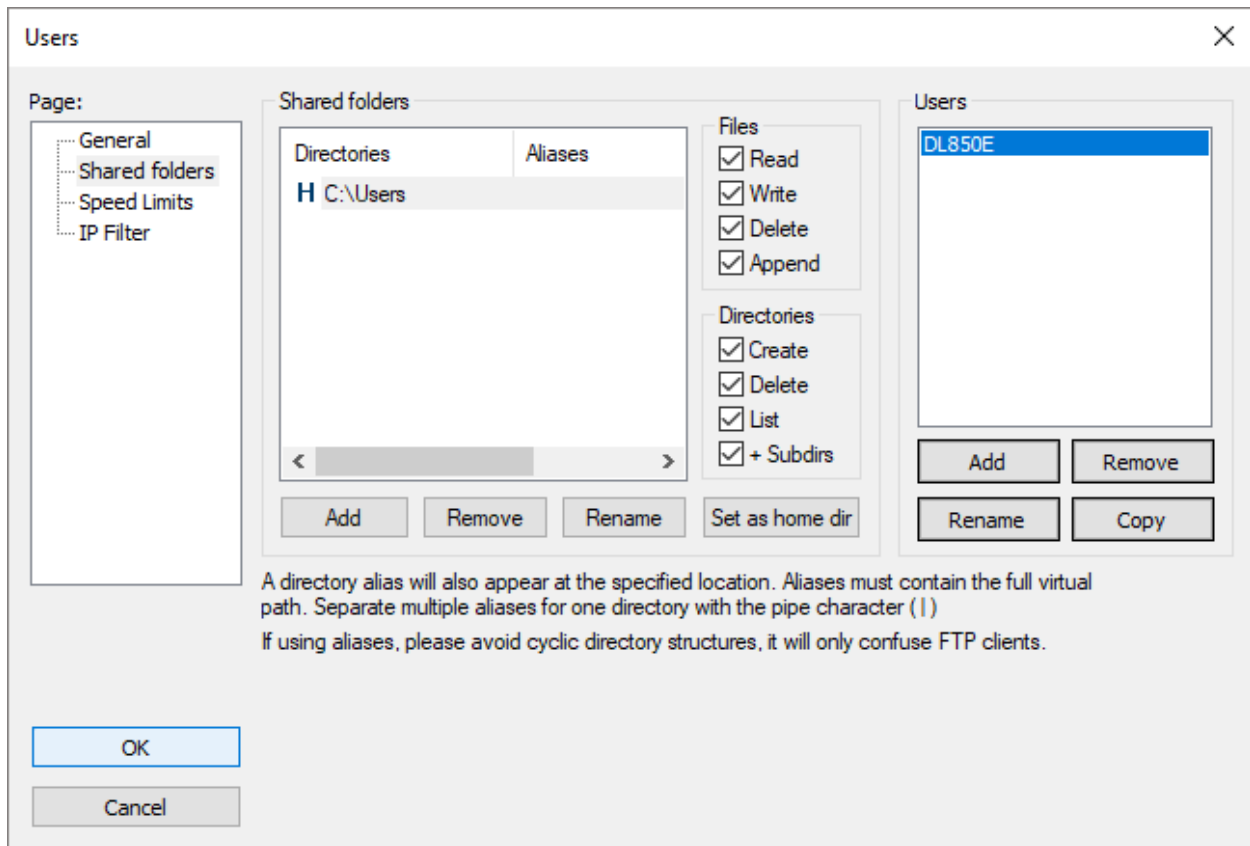 Users
Page:
General
Shared folders
Speed Limits
IP Filter
Shared folders
Directories Aliases
H C:\Users
Files
Read
Write
Delete
Append
Directories
Create
Delete
List
+ Subdirs
Add Remove Rename Set as home dir
Users
DL850E
Add Remove
Rename Copy
A directory alias will also appear at the specified location. Aliases must contain the full virtual
path. Separate multiple aliases for one directory with the pipe character ( | )
If using aliases, please avoid cyclic directory structures, it will only confuse FTP clients.
OK
Cancel